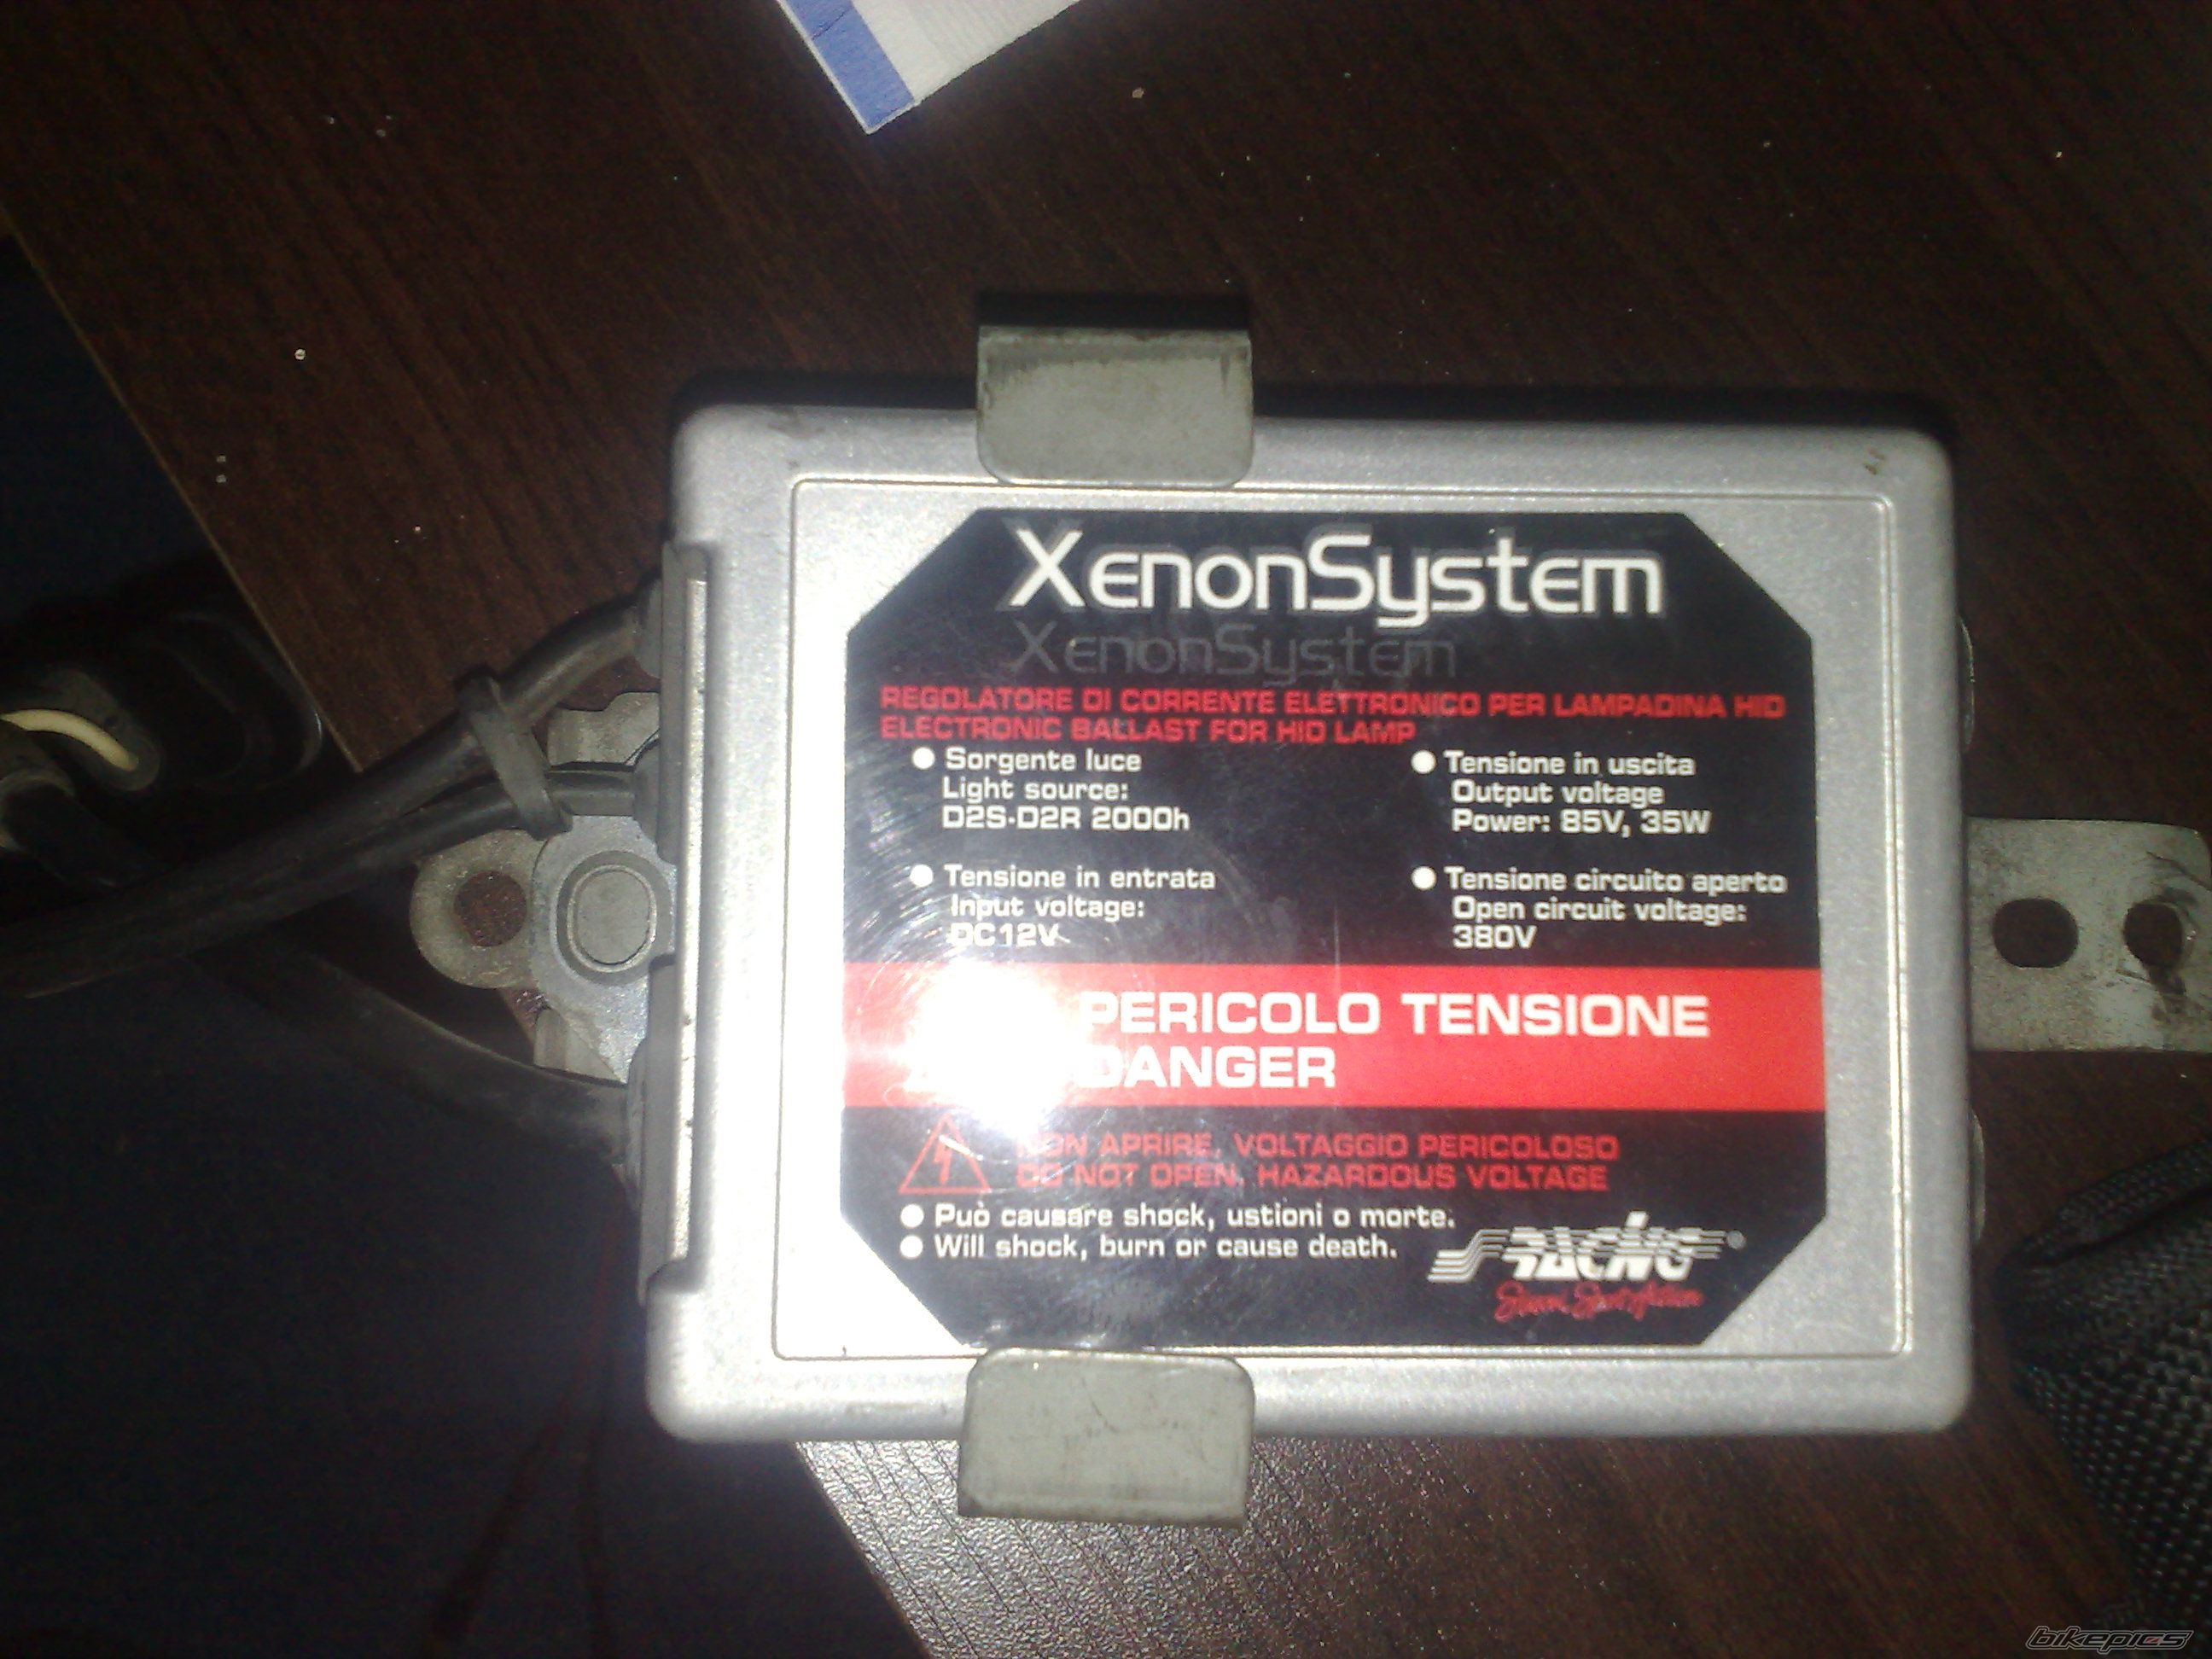 XenonSystem
XenonSystem
REGOLATORE DI CORRENTE ELETTRONICO PER LAMPADINA HID
ELECTRONIC BALLAST FOR HID LAMP
Sorgente luce
Light source:
D2S-D2R 2000h
Tensione in uscita
Output voltage
Power: 85V, 35W
Tensione in entrata
Input voltage:
DC12V
Tensione circuito aperto
Open circuit voltage:
380V
PERICOLO TENSIONE
DANGER
NON APRIRE, VOLTAGGIO PERICOLOSO
DO NOT OPEN, HAZARDOUS VOLTAGE
Può causare shock, ustioni o morte.
Will shock, burn or cause death.
RACING®
bikepics